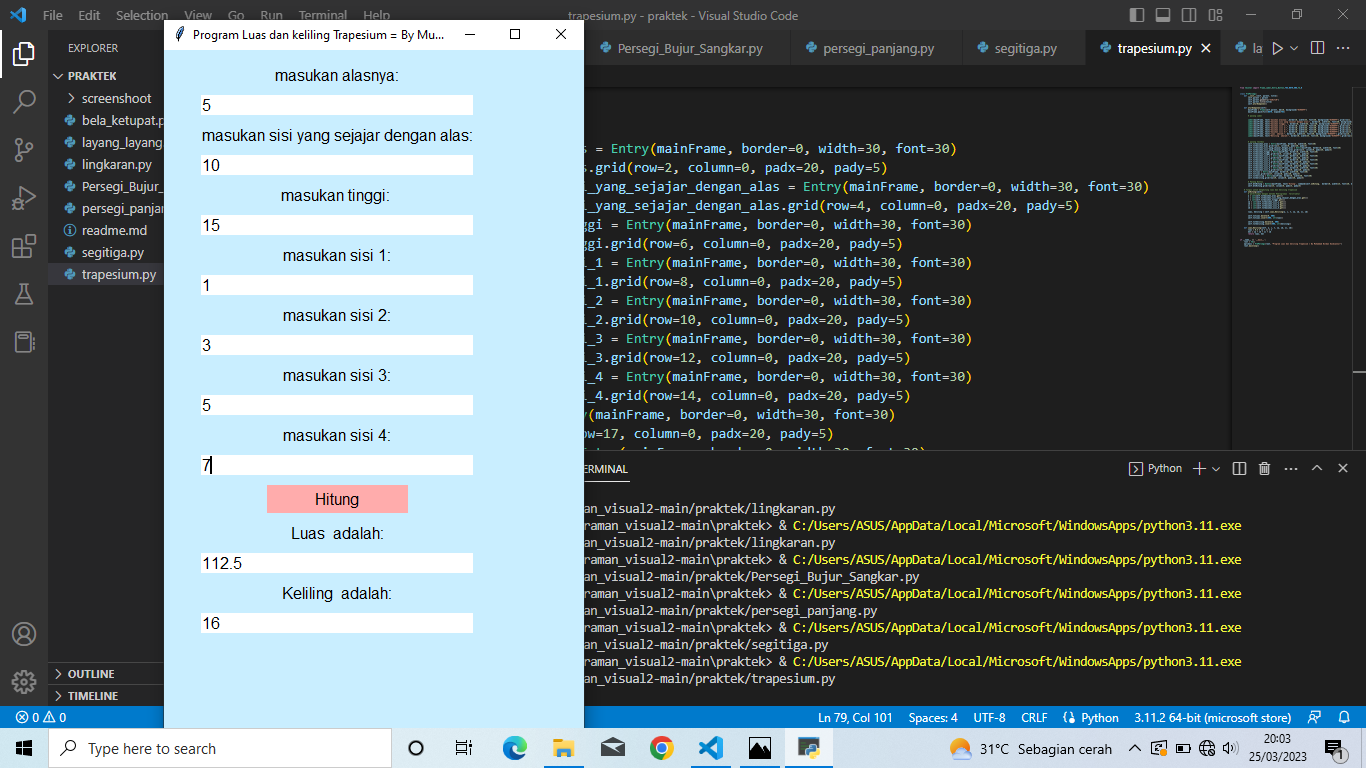 File Edit Selection View Go Run Terminal Help
trapesium.py - praktek - Visual Studio Code
EXPLORER
PRAKTEK
screenshoot
bela_ketupat.p
layang_layang
lingkaran.py
Persegi_Bujur_
persegi_panjan
readme.md
segitiga.py
trapesium.py
OUTLINE
TIMELINE
Program Luas dan keliling Trapesium = By Mu...
masukan alasnya:
5
masukan sisi yang sejajar dengan alas:
10
masukan tinggi:
15
masukan sisi 1:
1
masukan sisi 2:
3
masukan sisi 3:
5
masukan sisi 4:
7
Hitung
Luas adalah:
112.5
Keliling adalah:
16
Persegi_Bujur_Sangkar.py
persegi_panjang.py
segitiga.py
trapesium.py
la
s = Entry(mainFrame, border=0, width=30, font=30)
s.grid(row=2, column=0, padx=20, pady=5)
i_yang_sejajar_dengan_alas = Entry(mainFrame, border=0, width=30, font=30)
i_yang_sejajar_dengan_alas.grid(row=4, column=0, padx=20, pady=5)
ggi = Entry(mainFrame, border=0, width=30, font=30)
ggi.grid(row=6, column=0, padx=20, pady=5)
i_1 = Entry(mainFrame, border=0, width=30, font=30)
i_1.grid(row=8, column=0, padx=20, pady=5)
i_2 = Entry(mainFrame, border=0, width=30, font=30)
i_2.grid(row=10, column=0, padx=20, pady=5)
i_3 = Entry(mainFrame, border=0, width=30, font=30)
i_3.grid(row=12, column=0, padx=20, pady=5)
i_4 = Entry(mainFrame, border=0, width=30, font=30)
i_4.grid(row=14, column=0, padx=20, pady=5)
y(mainFrame, border=0, width=30, font=30)
ow=17, column=0, padx=20, pady=5)
ERMINAL
Python
an_visual2-main/praktek/lingkaran.py
raman_visual2-main\praktek> & C:/Users/ASUS/AppData/Local/Microsoft/WindowsApps/python3.11.exe
an_visual2-main/praktek/lingkaran.py
raman_visual2-main\praktek> & C:/Users/ASUS/AppData/Local/Microsoft/WindowsApps/python3.11.exe
an_visual2-main/praktek/Persegi_Bujur_Sangkar.py
raman_visual2-main\praktek> & C:/Users/ASUS/AppData/Local/Microsoft/WindowsApps/python3.11.exe
an_visual2-main/praktek/persegi_panjang.py
raman_visual2-main\praktek> & C:/Users/ASUS/AppData/Local/Microsoft/WindowsApps/python3.11.exe
an_visual2-main/praktek/segitiga.py
raman_visual2-main\praktek> & C:/Users/ASUS/AppData/Local/Microsoft/WindowsApps/python3.11.exe
an_visual2-main/praktek/trapesium.py
0 0
Ln 79, Col 101 Spaces: 4 UTF-8 CRLF Python 3.11.2 64-bit (microsoft store)
Type here to search
31°C Sebagian cerah
20:03
25/03/2023
1